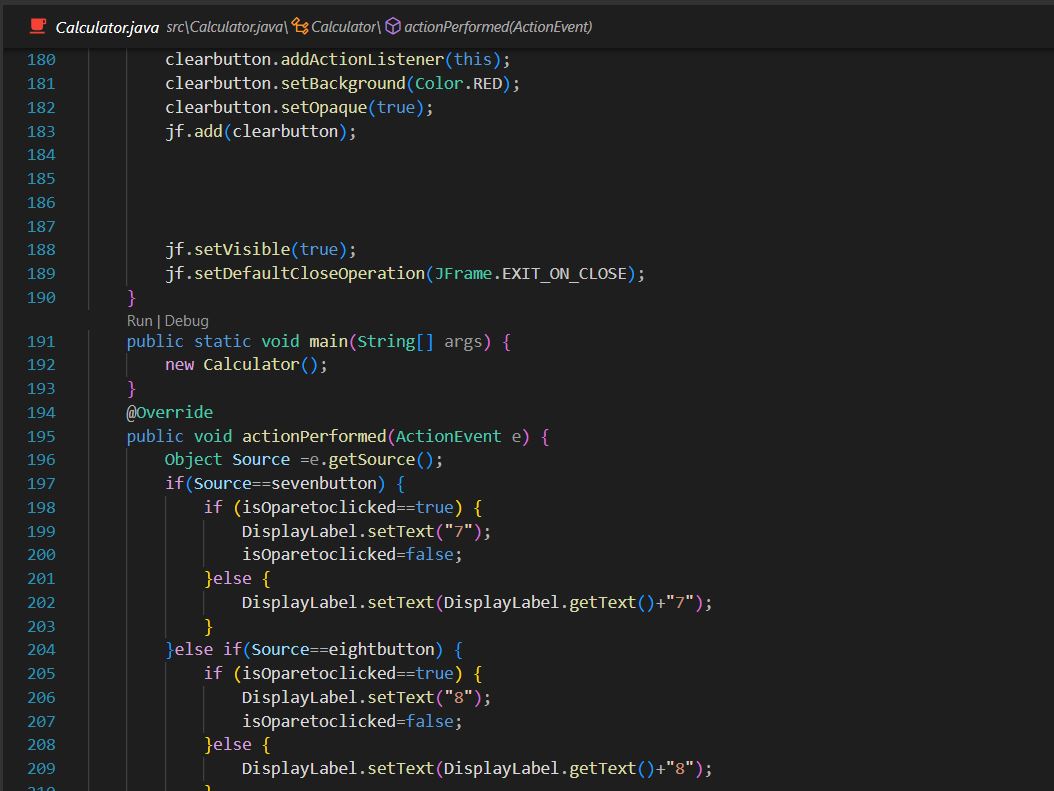 Calculator.java src\Calculator.java\ Calculator\ actionPerformed(ActionEvent)
180 clearbutton.addActionListener(this);
181 clearbutton.setBackground(Color.RED);
182 clearbutton.setOpaque(true);
183 jf.add(clearbutton);
184
185
186
187
188 jf.setVisible(true);
189 jf.setDefaultCloseOperation(JFrame.EXIT_ON_CLOSE);
190 }
Run | Debug
191 public static void main(String[] args) {
192 new Calculator();
193 }
194 @Override
195 public void actionPerformed(ActionEvent e) {
196 Object Source =e.getSource();
197 if(Source==sevenbutton) {
198 if (isOparetoclicked==true) {
199 DisplayLabel.setText("7");
200 isOparetoclicked=false;
201 }else {
202 DisplayLabel.setText(DisplayLabel.getText()+"7");
203 }
204 }else if(Source==eightbutton) {
205 if (isOparetoclicked==true) {
206 DisplayLabel.setText("8");
207 isOparetoclicked=false;
208 }else {
209 DisplayLabel.setText(DisplayLabel.getText()+"8");
210 }